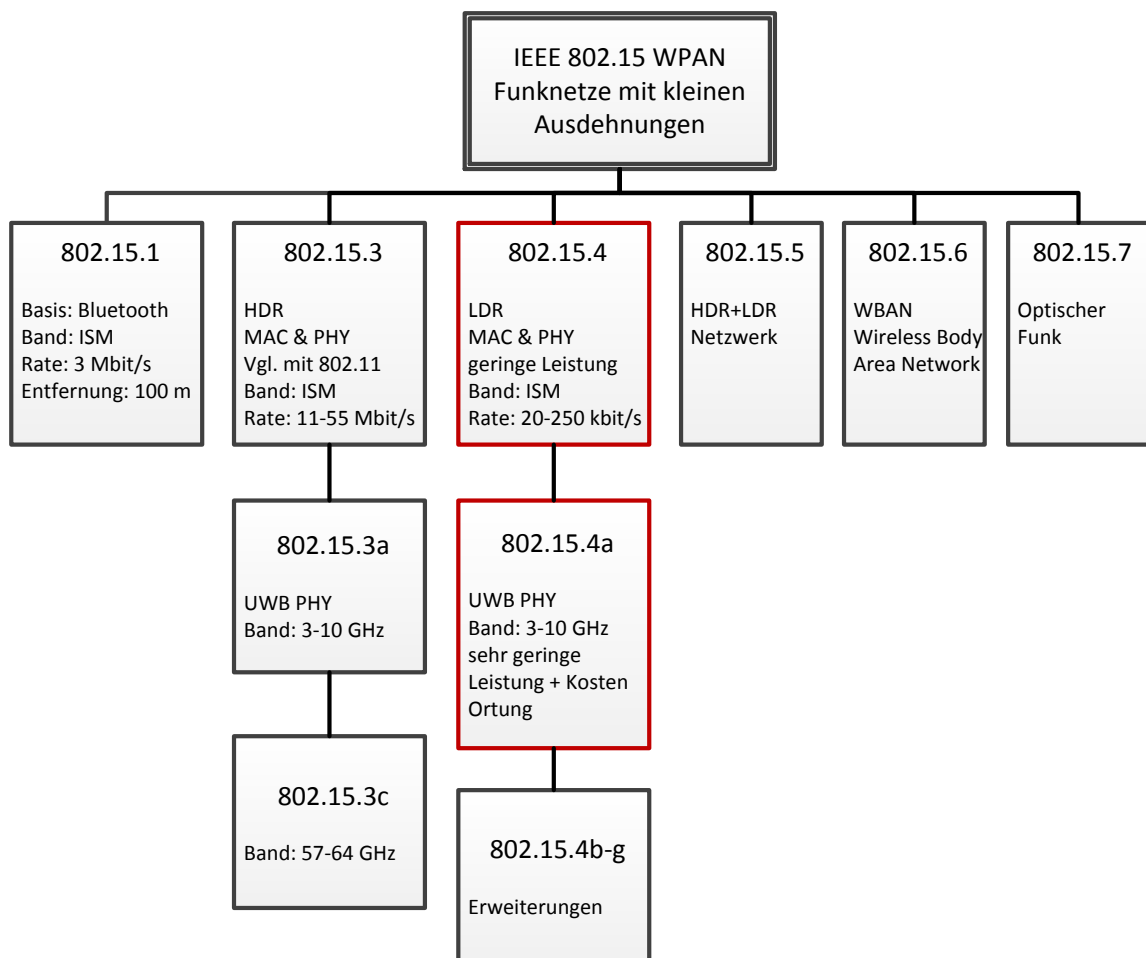 IEEE 802.15 WPAN
Funknetze mit kleinen
Ausdehnungen
802.15.1
Basis: Bluetooth
Band: ISM
Rate: 3 Mbit/s
Entfernung: 100 m
802.15.3
HDR
MAC & PHY
Vgl. mit 802.11
Band: ISM
Rate: 11-55 Mbit/s
802.15.4
LDR
MAC & PHY
geringe Leistung
Band: ISM
Rate: 20-250 kbit/s
802.15.5
HDR+LDR
Netzwerk
802.15.6
WBAN
Wireless Body
Area Network
802.15.7
Optischer
Funk
802.15.3a
UWB PHY
Band: 3-10 GHz
802.15.4a
UWB PHY
Band: 3-10 GHz
sehr geringe
Leistung + Kosten
Ortung
802.15.3c
Band: 57-64 GHz
802.15.4b-g
Erweiterungen